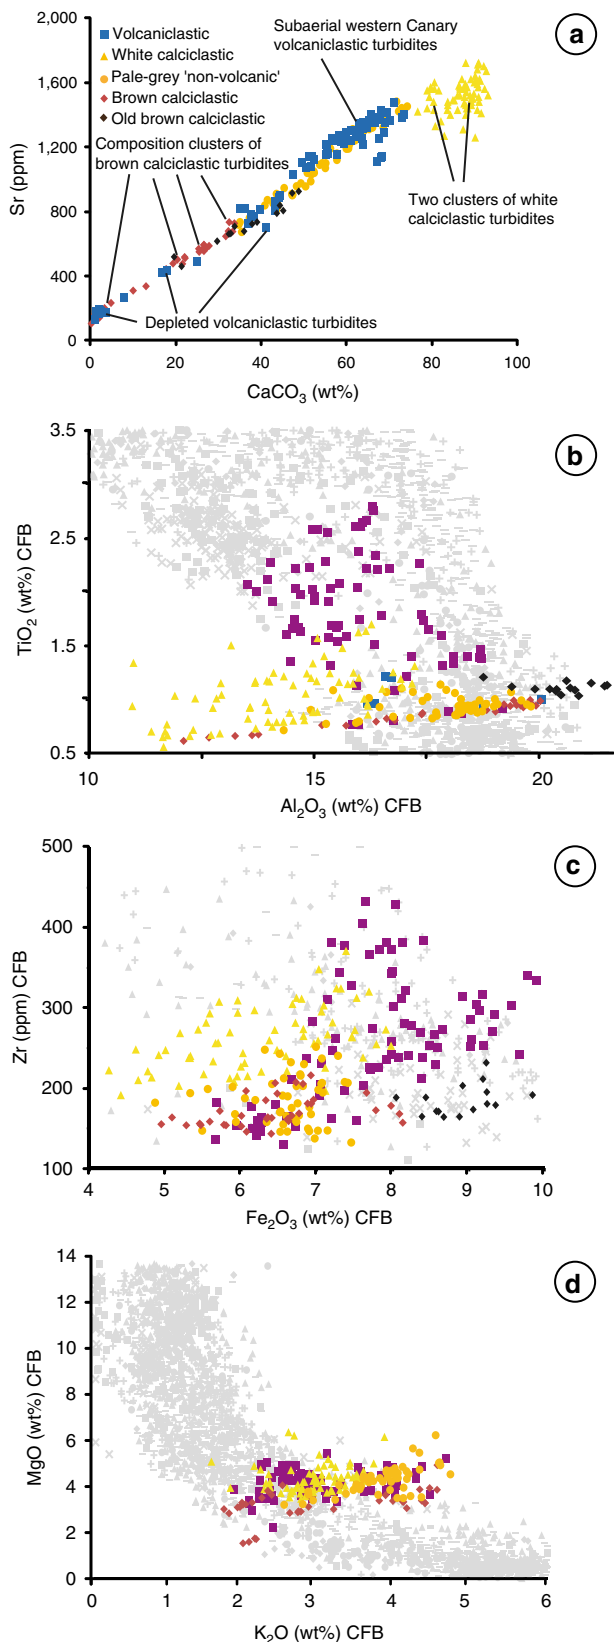 2,000
1,600
1,200
800
400
0
Sr (ppm)
Volcaniclastic
White calciclastic
Pale-grey 'non-volcanic'
Brown calciclastic
Old brown calciclastic
Subaerial western Canary
volcaniclastic turbidites
a
Composition clusters of
brown calciclastic turbidites
Two clusters of white
calciclastic turbidites
Depleted volcaniclastic turbidites
0 20 40 60 80 100
CaCO₃ (wt%)
3.5
2.5
1.5
0.5
TiO₂ (wt%) CFB
b
10 15 20
Al₂O₃ (wt%) CFB
500
400
300
200
100
Zr (ppm) CFB
c
4 5 6 7 8 9 10
Fe₂O₃ (wt%) CFB
14
12
10
8
6
4
2
0
MgO (wt%) CFB
d
0 1 2 3 4 5 6
K₂O (wt%) CFB